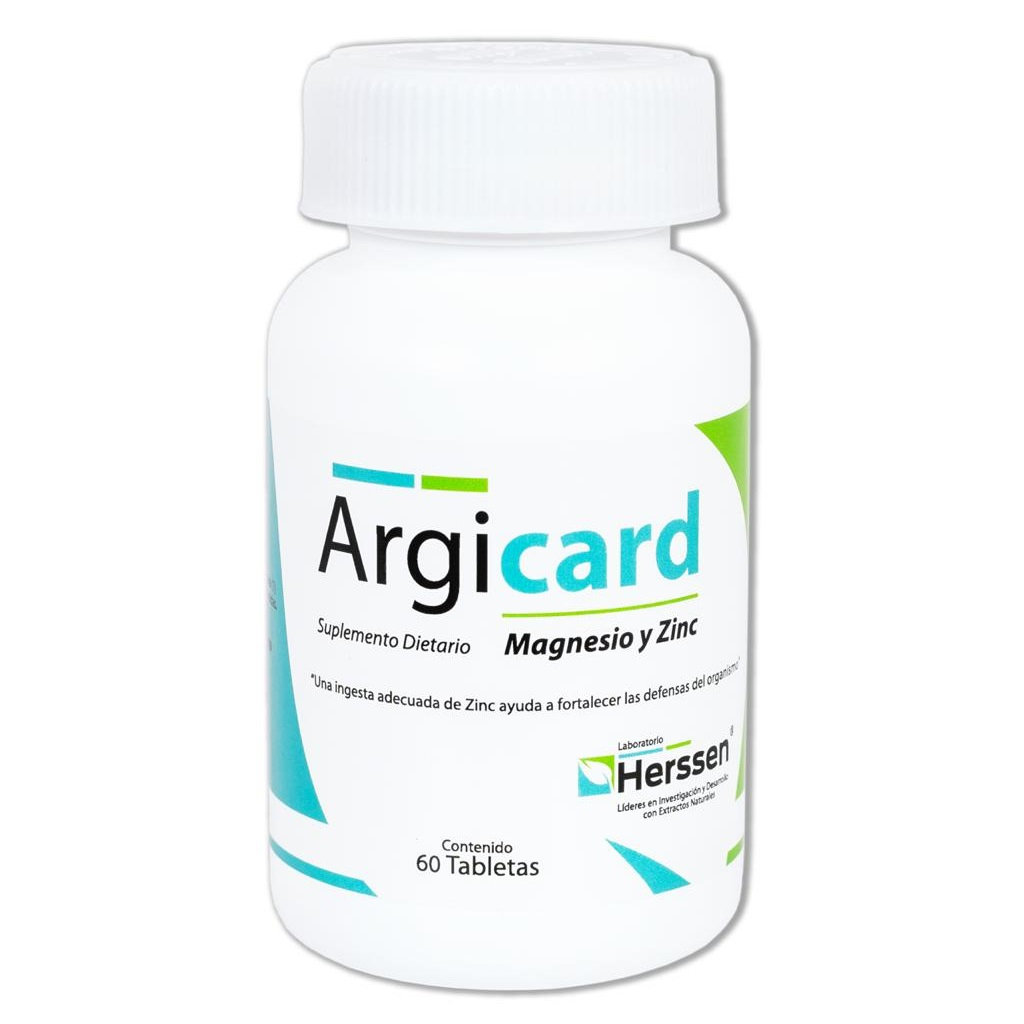 Argicard
Suplemento Dietario
Magnesio y Zinc
"Una ingesta adecuada de Zinc ayuda a fortalecer las defensas del organismo"
Laboratorio
Herssen®
Líderes en Investigación y Desarrollo
con Extractos Naturales
Contenido
60 Tabletas